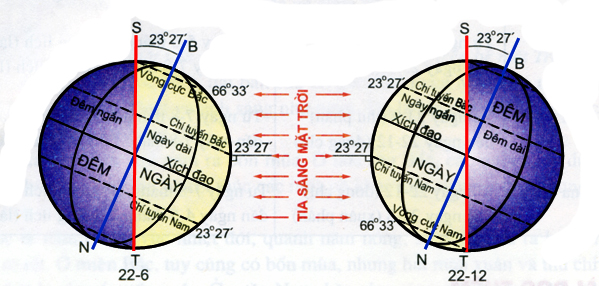 S
23°27´
B
Vòng cực Bắc
66°33´
Đêm ngắn
Chí tuyến Bắc
Ngày dài
23°27´
Xích đạo
ĐÊM
NGÀY
Chí tuyến Nam
23°27´
N
T
22-6
TIA SÁNG MẶT TRỜI
S
23°27´
B
23°27´
Chí tuyến Bắc
ĐÊM
Ngày ngắn
Đêm dài
Xích đạo
23°27´
NGÀY
Chí tuyến Nam
Vòng cực Nam
66°33´
N
T
22-12